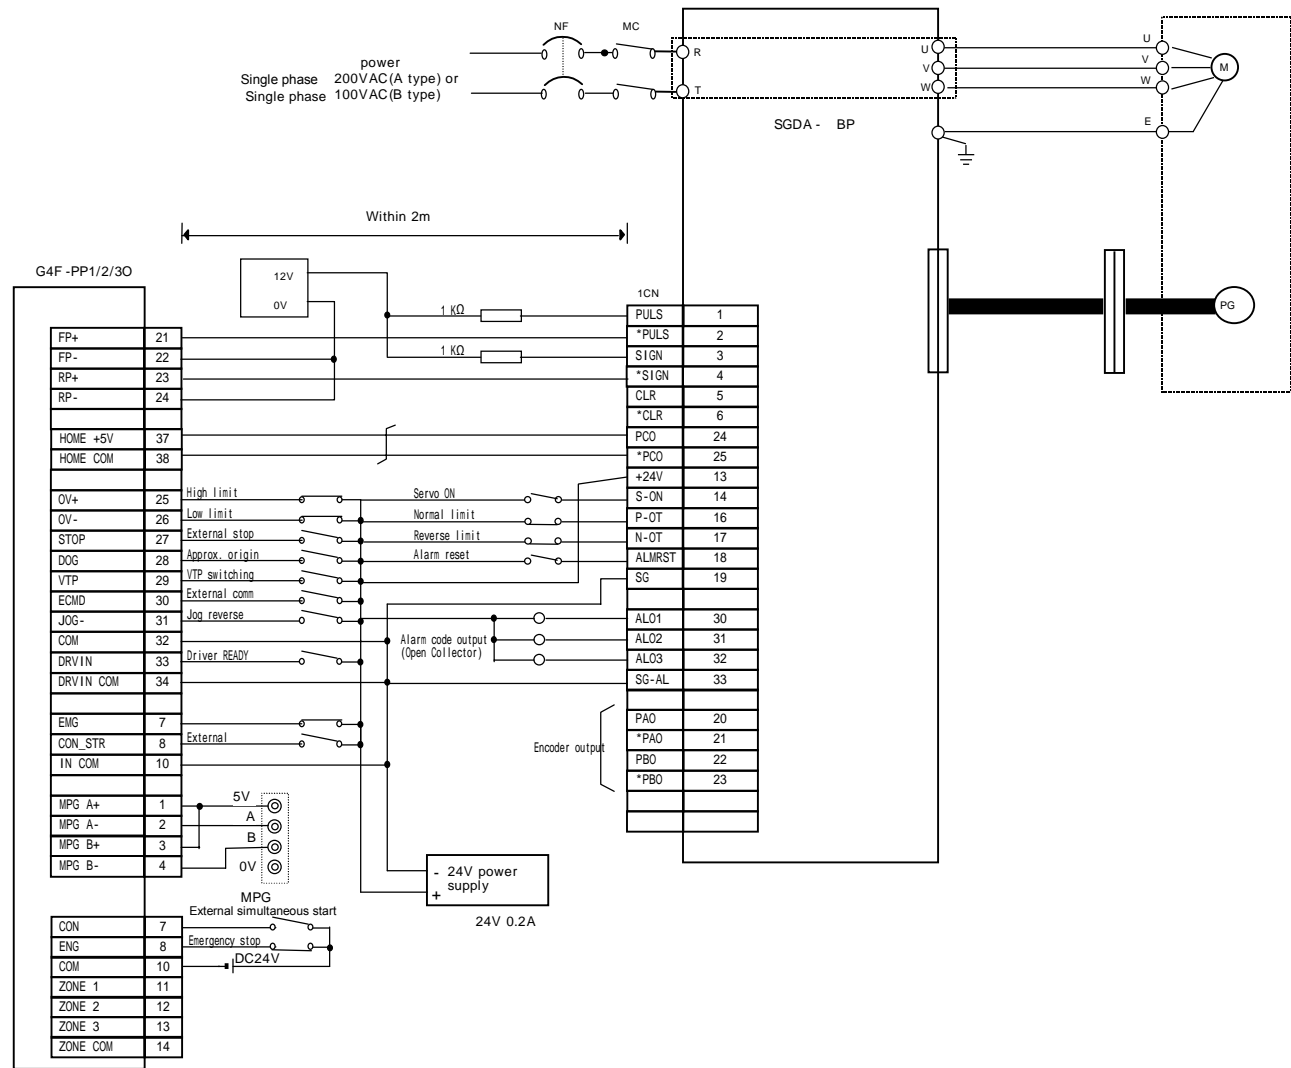 NF
MC
power
Single phase 200VAC(A type) or
Single phase 100VAC(B type)
R
T
U
V
W
SGDA - BP
U
V
W
E
M
PG
Within 2m
G4F -PP1/2/3O
12V
0V
1 KΩ
1 KΩ
FP+ 21
FP- 22
RP+ 23
RP- 24
HOME +5V 37
HOME COM 38
OV+ 25 High limit
OV- 26 Low limit
STOP 27 External stop
DOG 28 Approx. origin
VTP 29 VTP switching
ECMD 30 External comm
JOG- 31 Jog reverse
COM 32
DRVIN 33 Driver READY
DRVIN COM 34
EMG 7
CON_STR 8 External
IN COM 10
MPG A+ 1
MPG A- 2
MPG B+ 3
MPG B- 4
5V
A
B
0V
MPG
External simultaneous start
CON 7
ENG 8 Emergency stop
COM 10 DC24V
ZONE 1 11
ZONE 2 12
ZONE 3 13
ZONE COM 14
1CN
PULS 1
*PULS 2
SIGN 3
*SIGN 4
CLR 5
*CLR 6
PCO 24
*PCO 25
+24V 13
Servo ON S-ON 14
Normal limit P-OT 16
Reverse limit N-OT 17
Alarm reset ALMRST 18
SG 19
ALO1 30
ALO2 31
ALO3 32
SG-AL 33
Alarm code output
(Open Collector)
PAO 20
*PAO 21
PBO 22
*PBO 23
Encoder output
- 24V power
supply
+
24V 0.2A